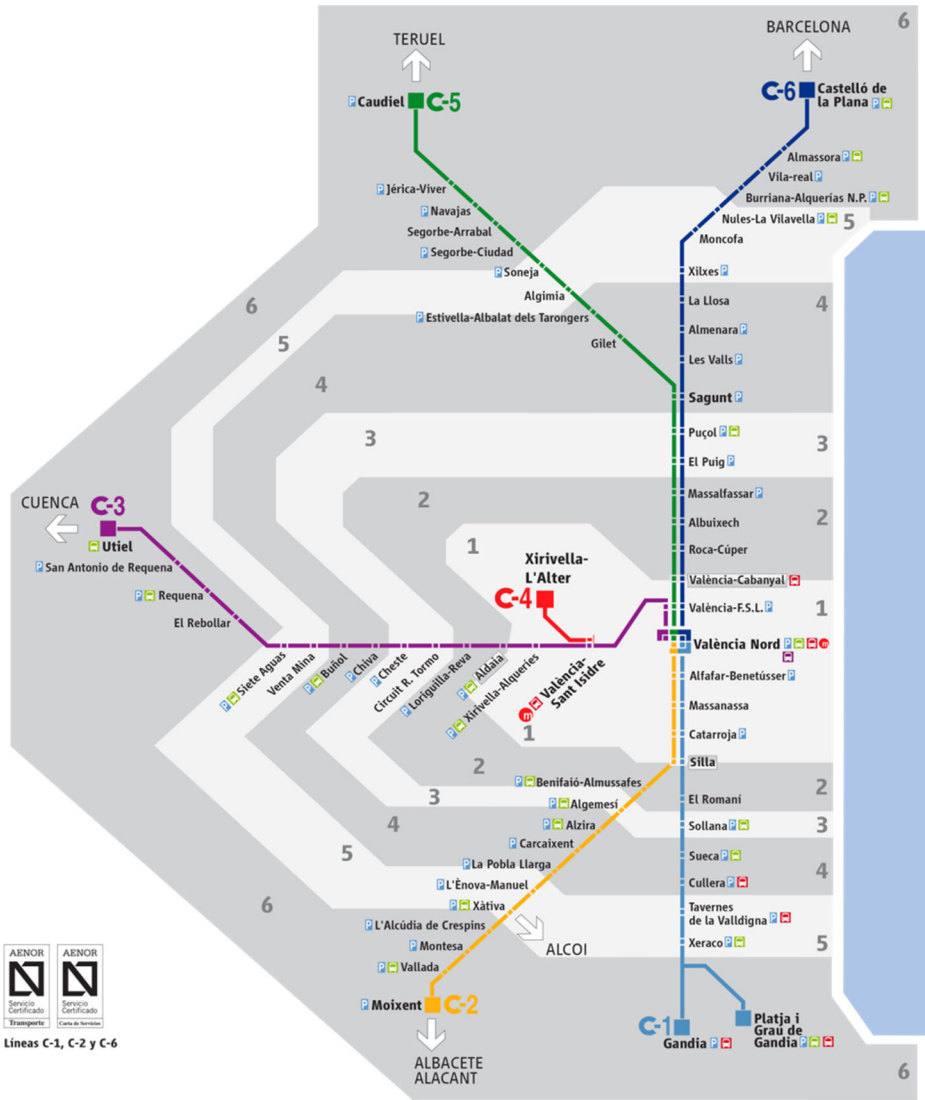 TERUEL
BARCELONA
6
Caudiel C-5
C-6 Castelló de
la Plana
Almassora
Vila-real
Burriana-Alquerías N.P.
Nules-La Vilavella
5
Moncofa
Jérica-Viver
Navajas
Segorbe-Arrabal
Segorbe-Ciudad
Soneja
Algimia
Estivella-Albalat dels Tarongers
Gilet
Xilxes
La Llosa
4
Almenara
Les Valls
Sagunt
6
5
4
3
2
1
Puçol
3
El Puig
Massalfassar
2
Albuixech
Roca-Cúper
València-Cabanyal
València-F.S.L.
1
València Nord
m
CUENCA
C-3
Utiel
San Antonio de Requena
Requena
El Rebollar
Siete Aguas
Venta Mina
Buñol
Chiva
Cheste
Circuit R. Tormo
Loriguilla-Reva
Aldaia
Xirivella-Alqueries
València-
Sant Isidre
m
Xirivella-
L'Alter
C-4
Alfafar-Benetússer
Massanassa
Catarroja
Silla
1
2
3
4
5
6
El Romaní
2
Sollana
3
Sueca
4
Cullera
Tavernes
de la Valldigna
Xeraco
5
Benifaió-Almussafes
Algemesí
Alzira
Carcaixent
La Pobla Llarga
L'Ènova-Manuel
Xàtiva
L'Alcúdia de Crespins
Montesa
Vallada
Moixent C-2
ALCOI
ALBACETE
ALACANT
C-1
Gandia
Platja i
Grau de
Gandia
6
AENOR
Servicio
Certificado
Transporte
AENOR
Servicio
Certificado
Carta de Servicios
Líneas C-1, C-2 y C-6